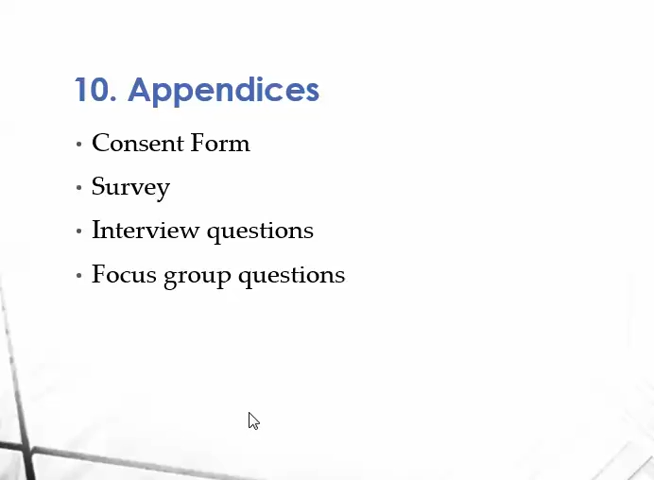 10. Appendices
• Consent Form
• Survey
• Interview questions
• Focus group questions